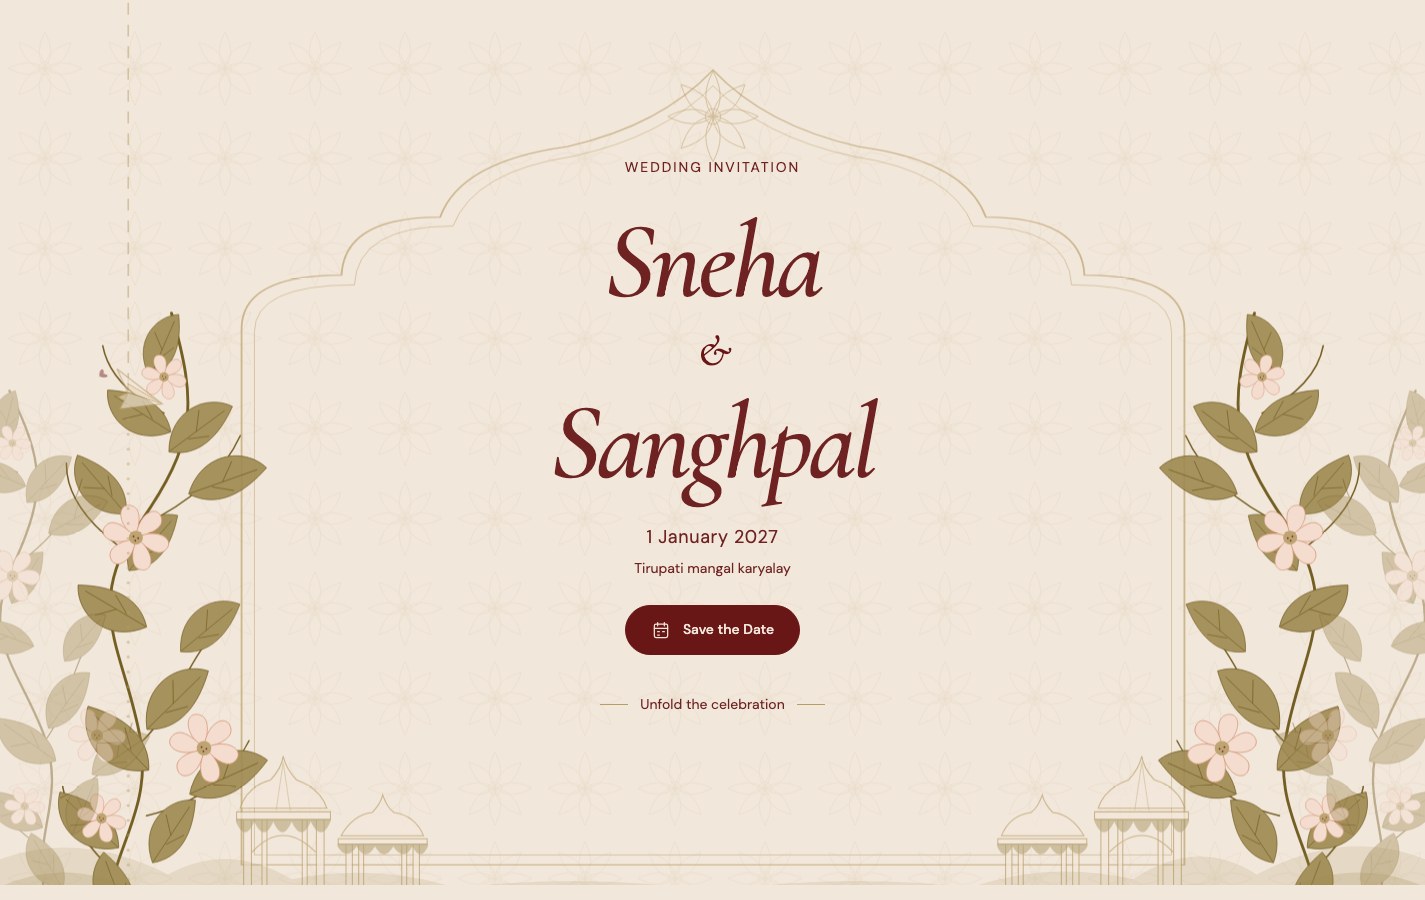 WEDDING INVITATION
Sneha
&
Sanghpal
1 January 2027
Tirupati mangal karyalay
Save the Date
Unfold the celebration